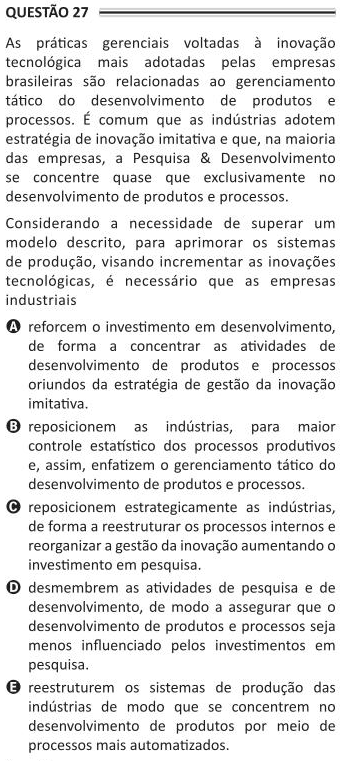 QUESTÃO 27
As práticas gerenciais voltadas à inovação
tecnológica mais adotadas pelas empresas
brasileiras são relacionadas ao gerenciamento
tático do desenvolvimento de produtos e
processos. É comum que as indústrias adotem
estratégia de inovação imitativa e que, na maioria
das empresas, a Pesquisa & Desenvolvimento
se concentre quase que exclusivamente no
desenvolvimento de produtos e processos.
Considerando a necessidade de superar um
modelo descrito, para aprimorar os sistemas
de produção, visando incrementar as inovações
tecnológicas, é necessário que as empresas
industriais
A reforcem o investimento em desenvolvimento,
de forma a concentrar as atividades de
desenvolvimento de produtos e processos
oriundos da estratégia de gestão da inovação
imitativa.
B reposicionem as indústrias, para maior
controle estatístico dos processos produtivos
e, assim, enfatizem o gerenciamento tático do
desenvolvimento de produtos e processos.
C reposicionem estrategicamente as indústrias,
de forma a reestruturar os processos internos e
reorganizar a gestão da inovação aumentando o
investimento em pesquisa.
D desmembrem as atividades de pesquisa e de
desenvolvimento, de modo a assegurar que o
desenvolvimento de produtos e processos seja
menos influenciado pelos investimentos em
pesquisa.
E reestruturem os sistemas de produção das
indústrias de modo que se concentrem no
desenvolvimento de produtos por meio de
processos mais automatizados.